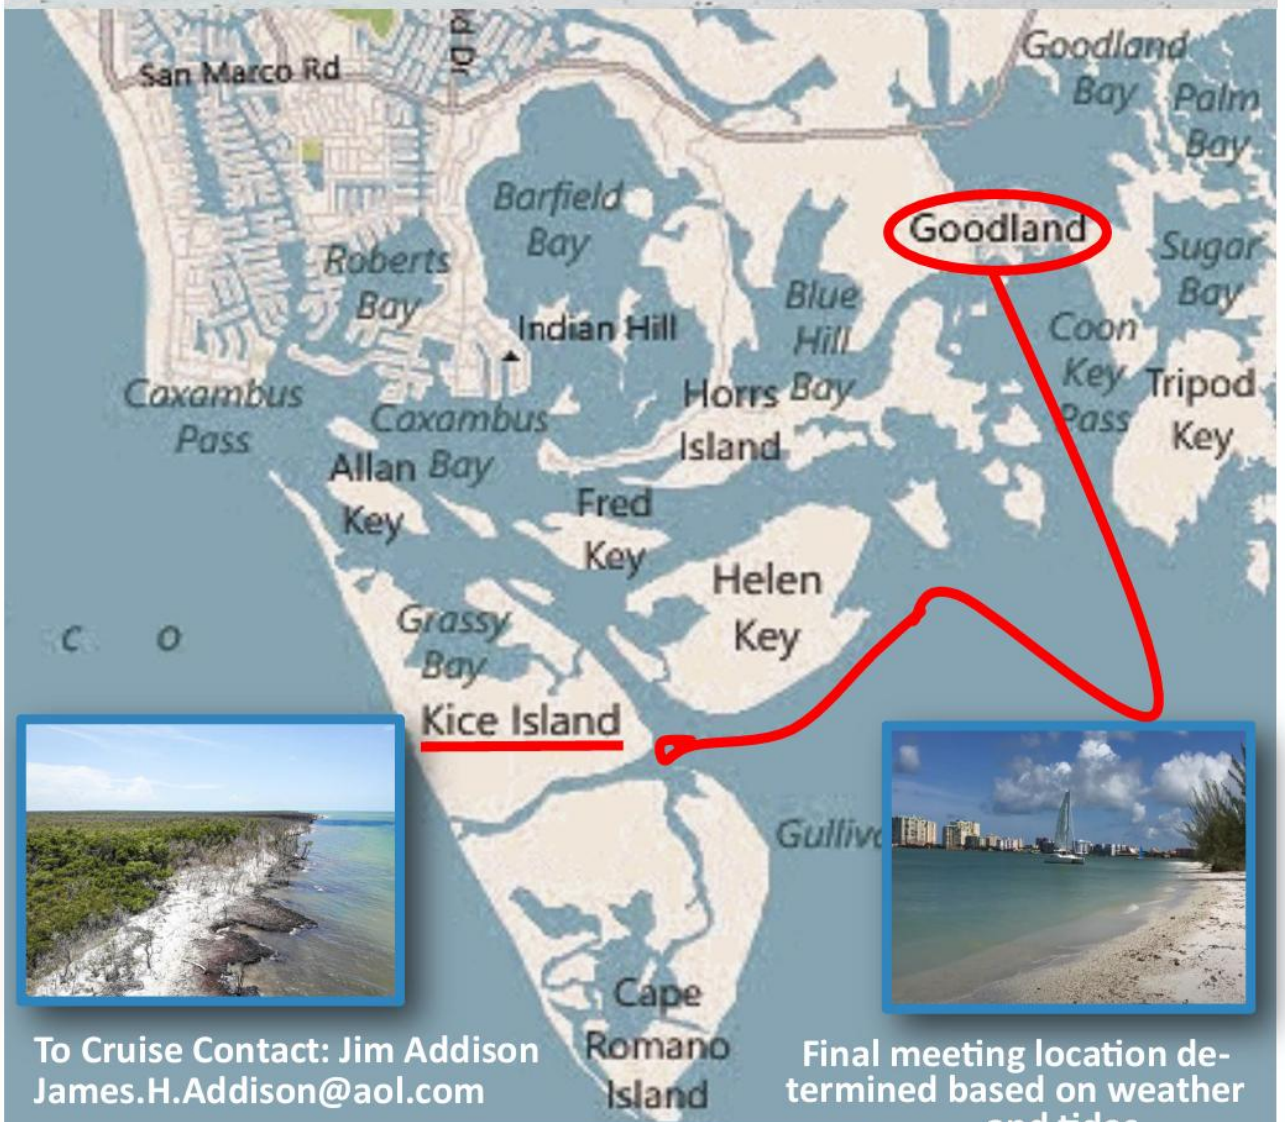 Goodland
Bay
Palm
Bay
San Marco Rd
d Dr
Barfield
Bay
Goodland
Sugar
Bay
Roberts
Bay
Blue
Hill
Bay
Indian Hill
Coon
Key
Pass
Tripod
Key
Caxambus
Pass
Caxambus
Bay
Horrs
Island
Allan
Key
Fred
Key
Helen
Key
Grassy
Bay
C O
Kice Island
Cape
Romano
Island
To Cruise Contact: Jim Addison
James.H.Addison@aol.com
Final meeting location de-
termined based on weather
and tides